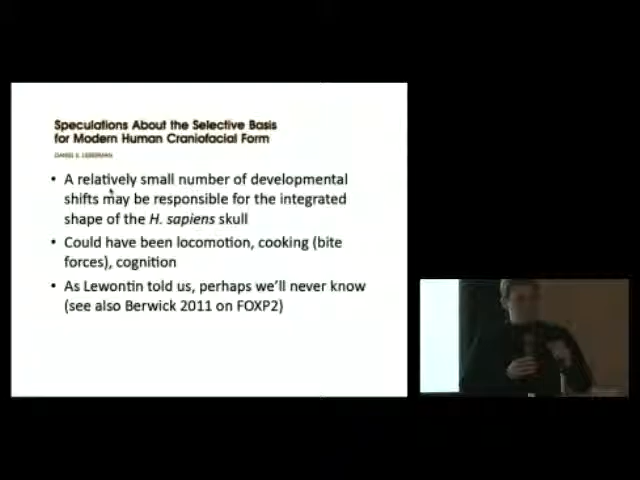 Speculations About the Selective Basis
for Modern Human Craniofacial Form
DANIEL E. LIEBERMAN
• A relatively small number of developmental
shifts may be responsible for the integrated
shape of the H. sapiens skull
• Could have been locomotion, cooking (bite
forces), cognition
• As Lewontin told us, perhaps we'll never know
(see also Berwick 2011 on FOXP2)